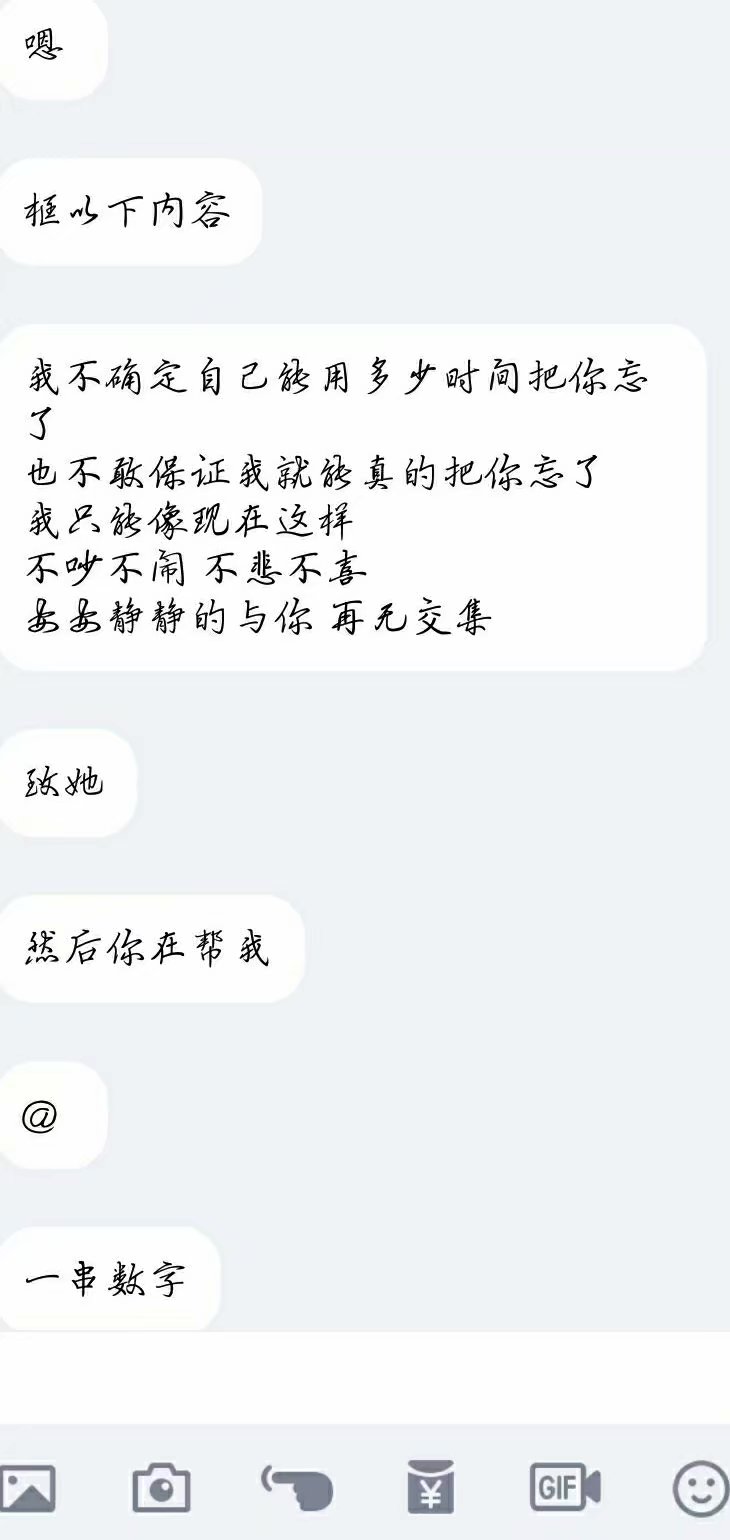 嗯
框以下内容
我不确定自己能用多少时间把你忘
了
也不敢保证我就能真的把你忘了
我只能像现在这样
不吵不闹 不悲不喜
安安静静的与你 再无交集
致她
然后你在帮我
@
一串数字
¥
GIF